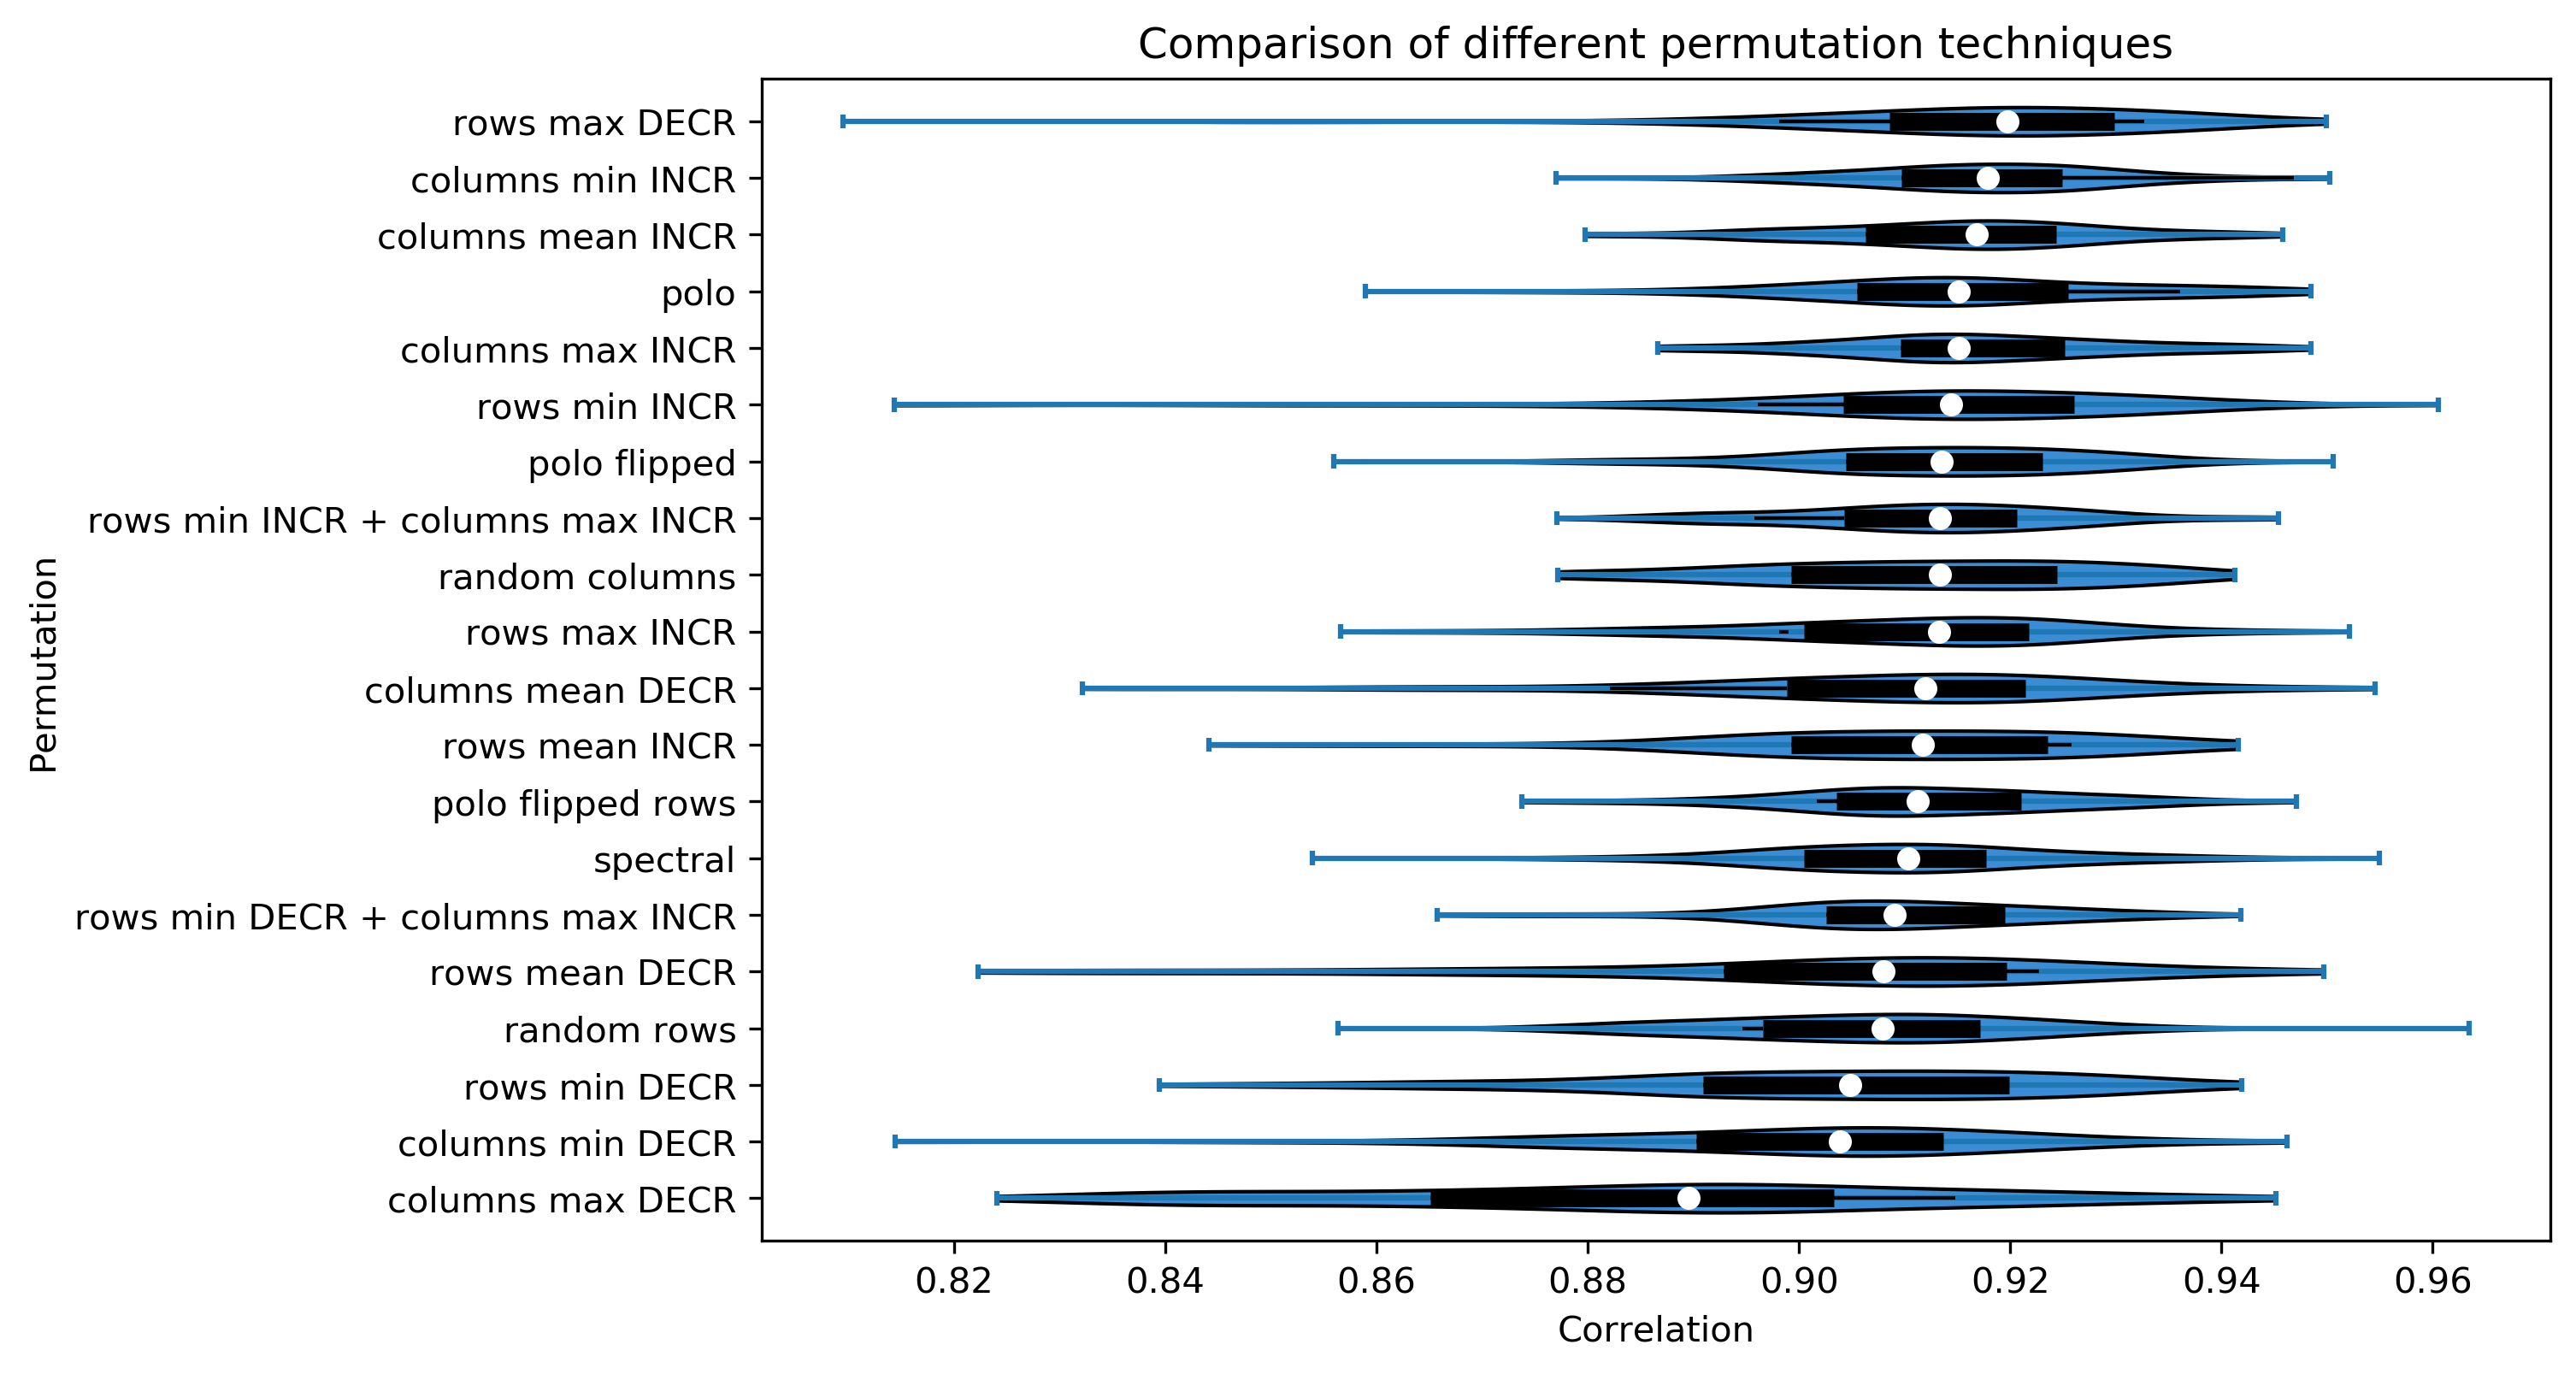 Comparison of different permutation techniques
rows max DECR
columns min INCR
columns mean INCR
polo
columns max INCR
rows min INCR
polo flipped
rows min INCR + columns max INCR
random columns
rows max INCR
columns mean DECR
rows mean INCR
polo flipped rows
spectral
rows min DECR + columns max INCR
rows mean DECR
random rows
rows min DECR
columns min DECR
columns max DECR
Permutation
0.82 0.84 0.86 0.88 0.90 0.92 0.94 0.96
Correlation